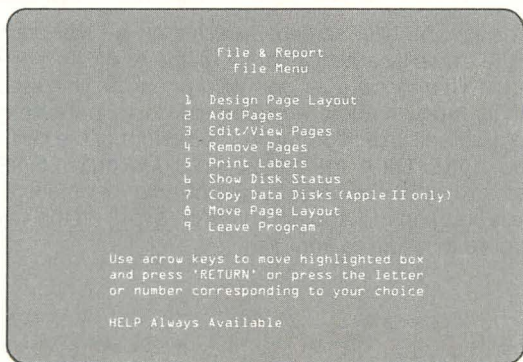 File & Report
File Menu
1 Design Page Layout
2 Add Pages
3 Edit/View Pages
4 Remove Pages
5 Print Labels
6 Show Disk Status
7 Copy Data Disks (Apple II only)
8 Move Page Layout
9 Leave Program
Use arrow keys to move highlighted box
and press 'RETURN' or press the letter
or number corresponding to your choice
HELP Always Available